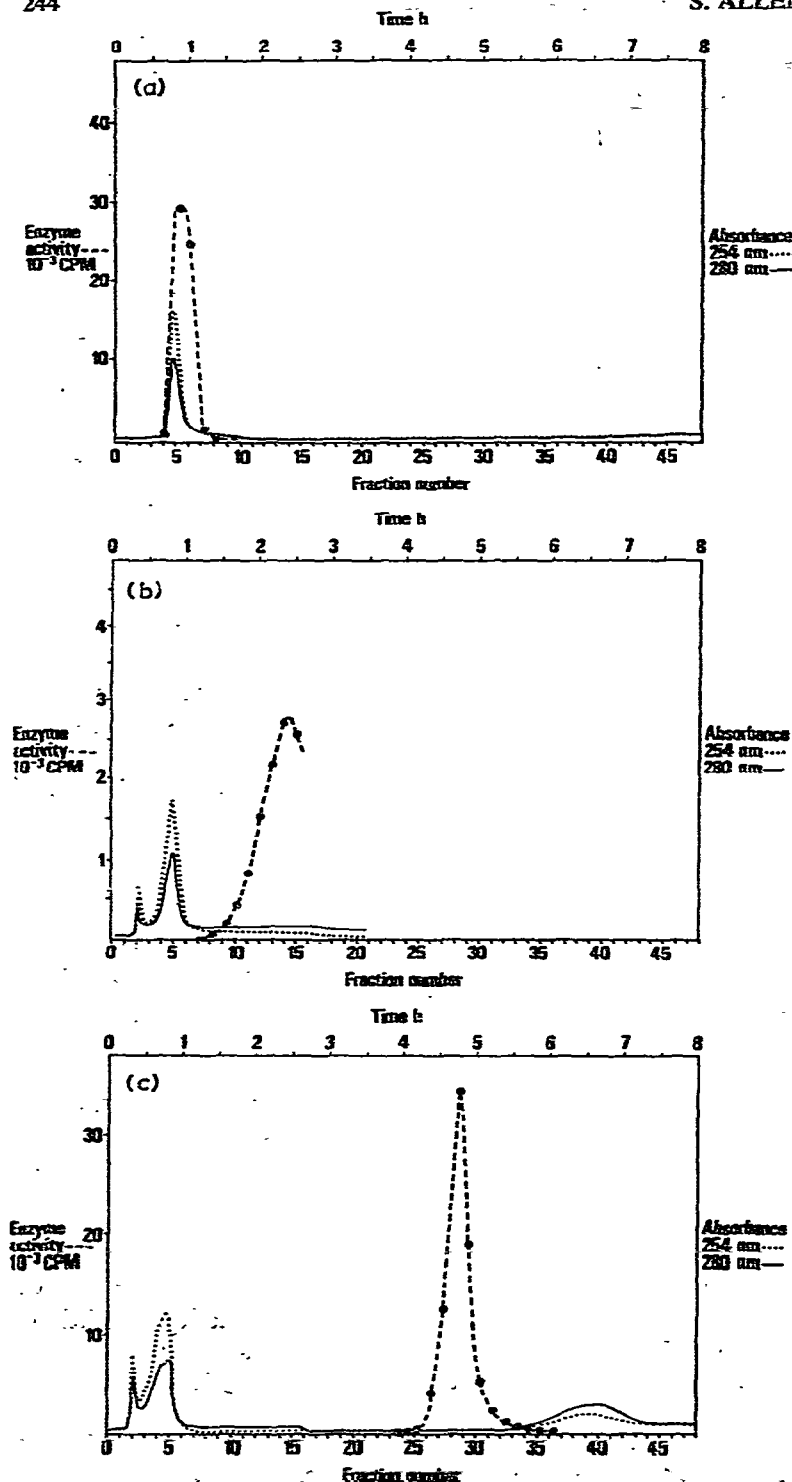 244
S. ALLEN
Time h
0 1 2 3 4 5 6 7 8
(a)
40
30
20
10
Enzyme
activity---
10⁻³ CPM
Absorbance
254 nm....
280 nm—
0 5 10 15 20 25 30 35 40 45
Fraction number
Time h
0 1 2 3 4 5 6 7 8
(b)
4
3
2
1
Enzyme
activity---
10⁻³ CPM
Absorbance
254 nm....
280 nm—
0 5 10 15 20 25 30 35 40 45
Fraction number
Time h
0 1 2 3 4 5 6 7 8
(c)
30
20
10
Enzyme
activity---
10⁻³ CPM
Absorbance
254 nm....
280 nm—
0 5 10 15 20 25 30 35 40 45
Fraction number